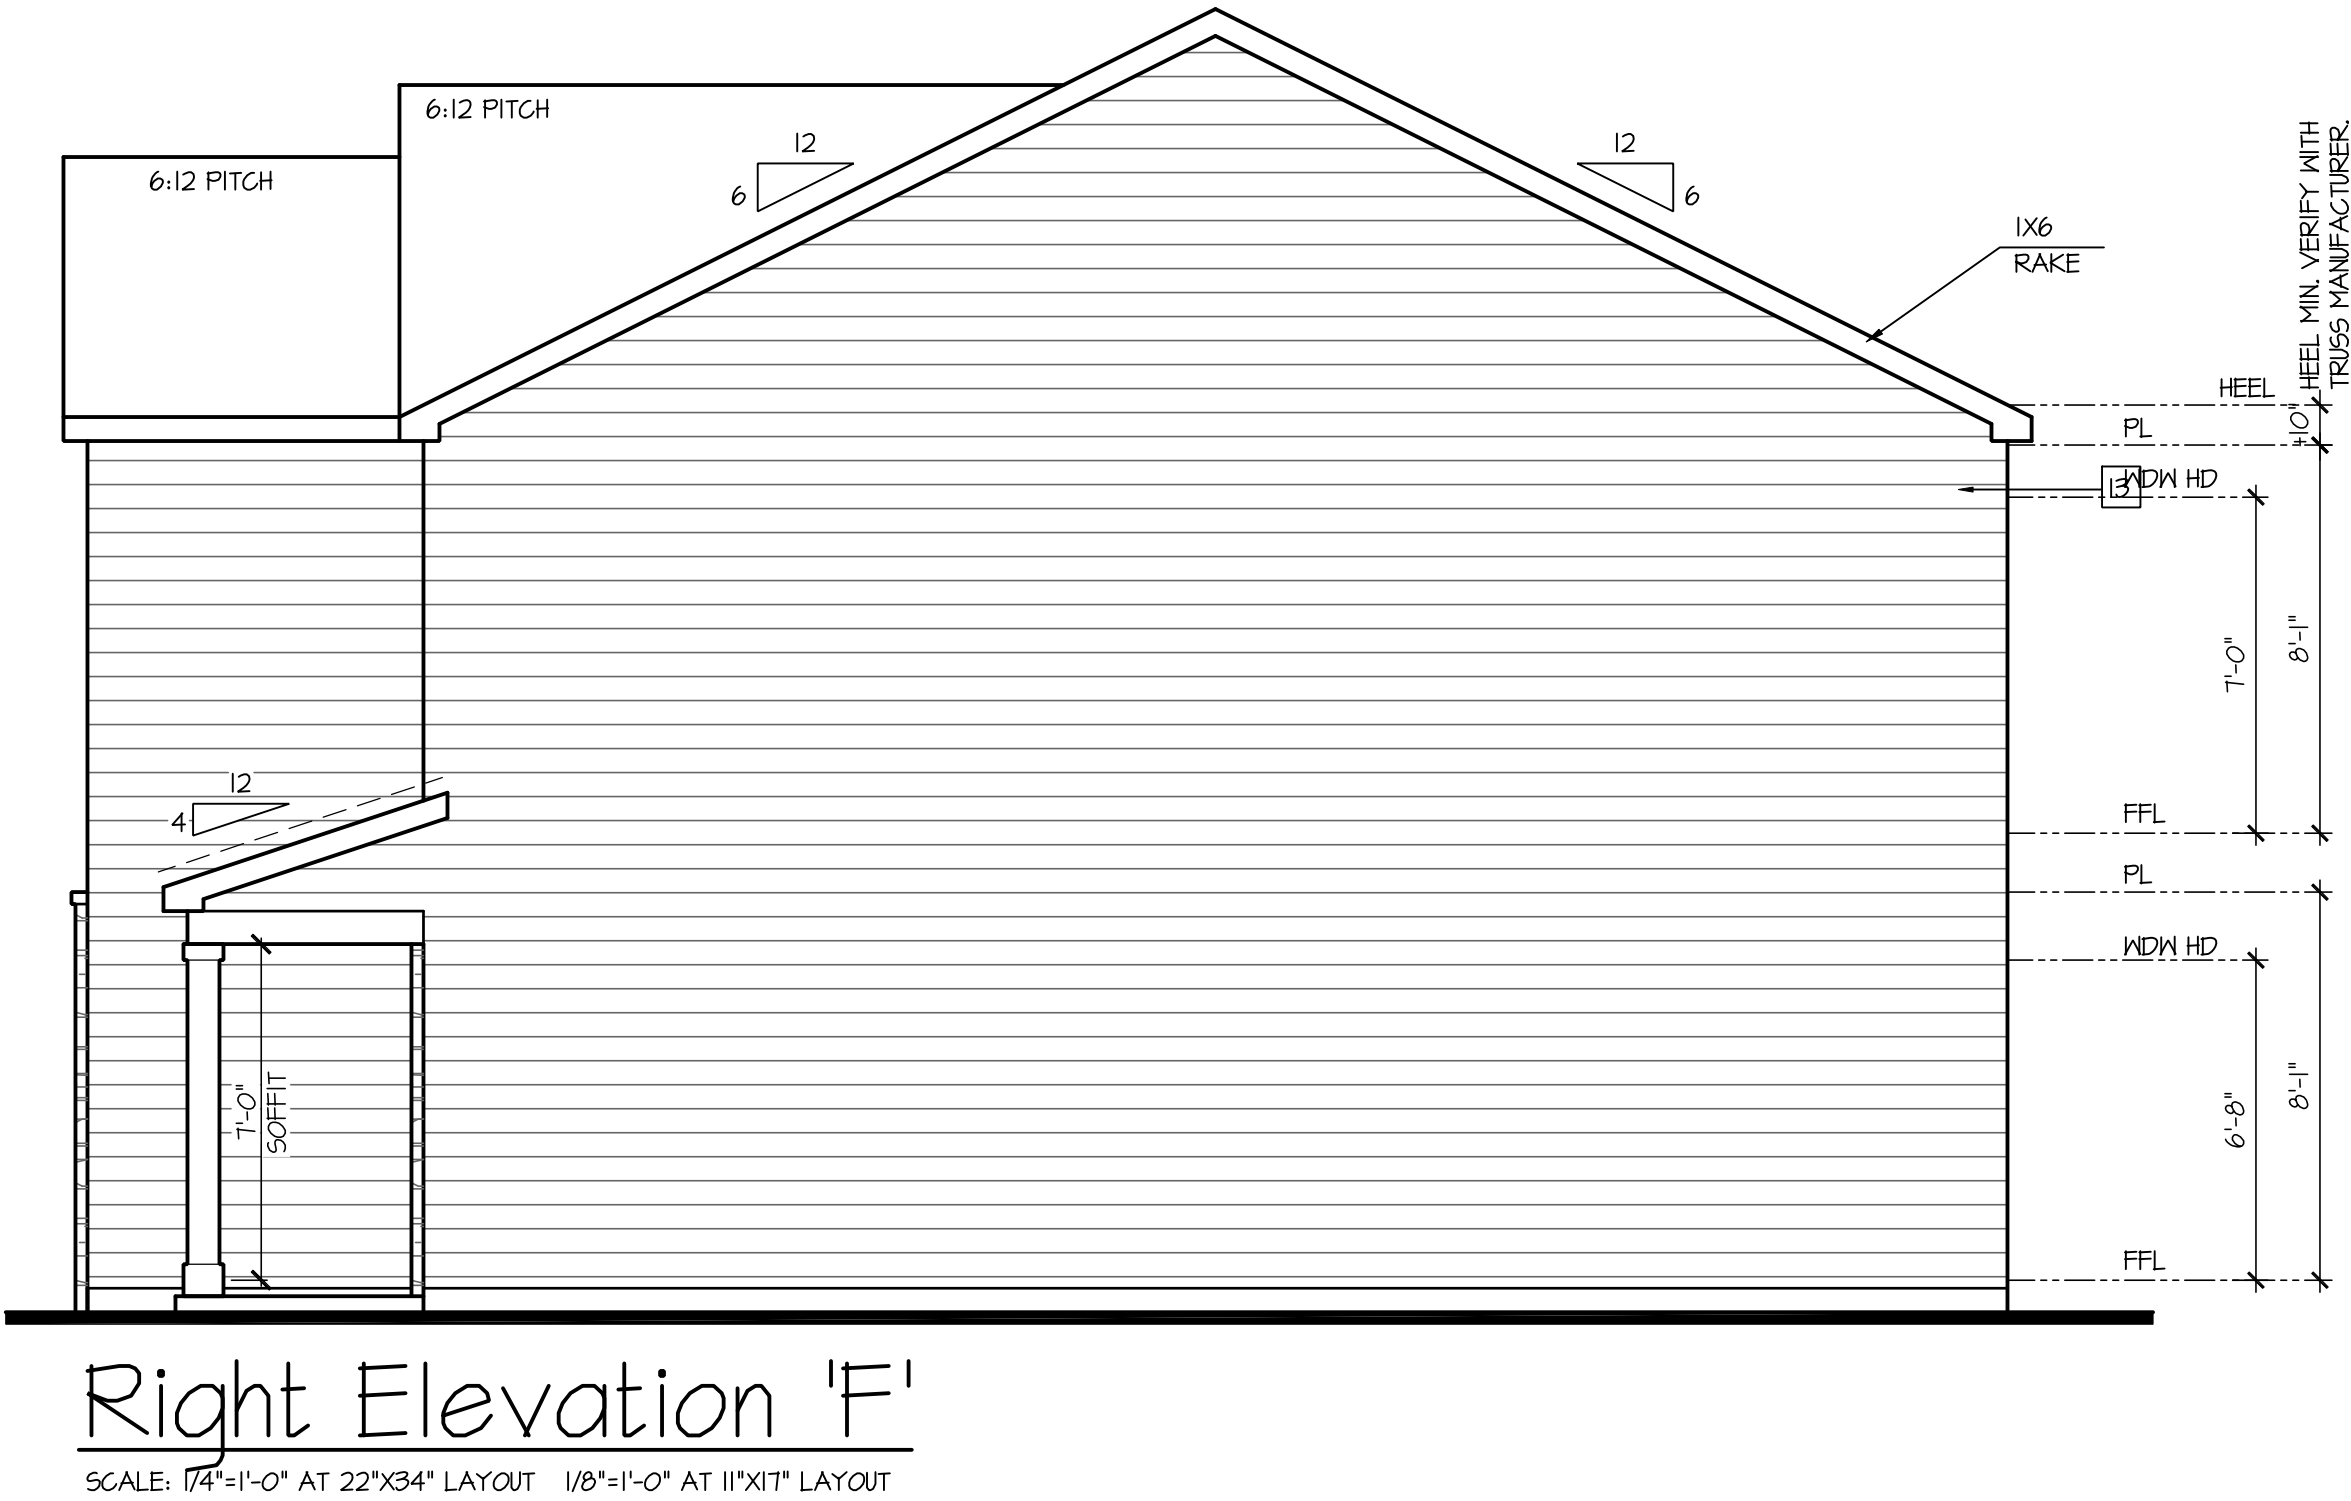 6:12 PITCH
6:12 PITCH
12
6
12
6
1X6
RAKE
HEEL MIN. VERIFY WITH
TRUSS MANUFACTURER.
HEEL
±10"
PL
WDW HD
13
7'-0"
8'-1"
12
4
FFL
PL
WDW HD
7'-0"
SOFFIT
6'-8"
8'-1"
FFL
Right Elevation 'F'
SCALE: 1/4"=1'-0" AT 22"X34" LAYOUT 1/8"=1'-0" AT 11"X17" LAYOUT